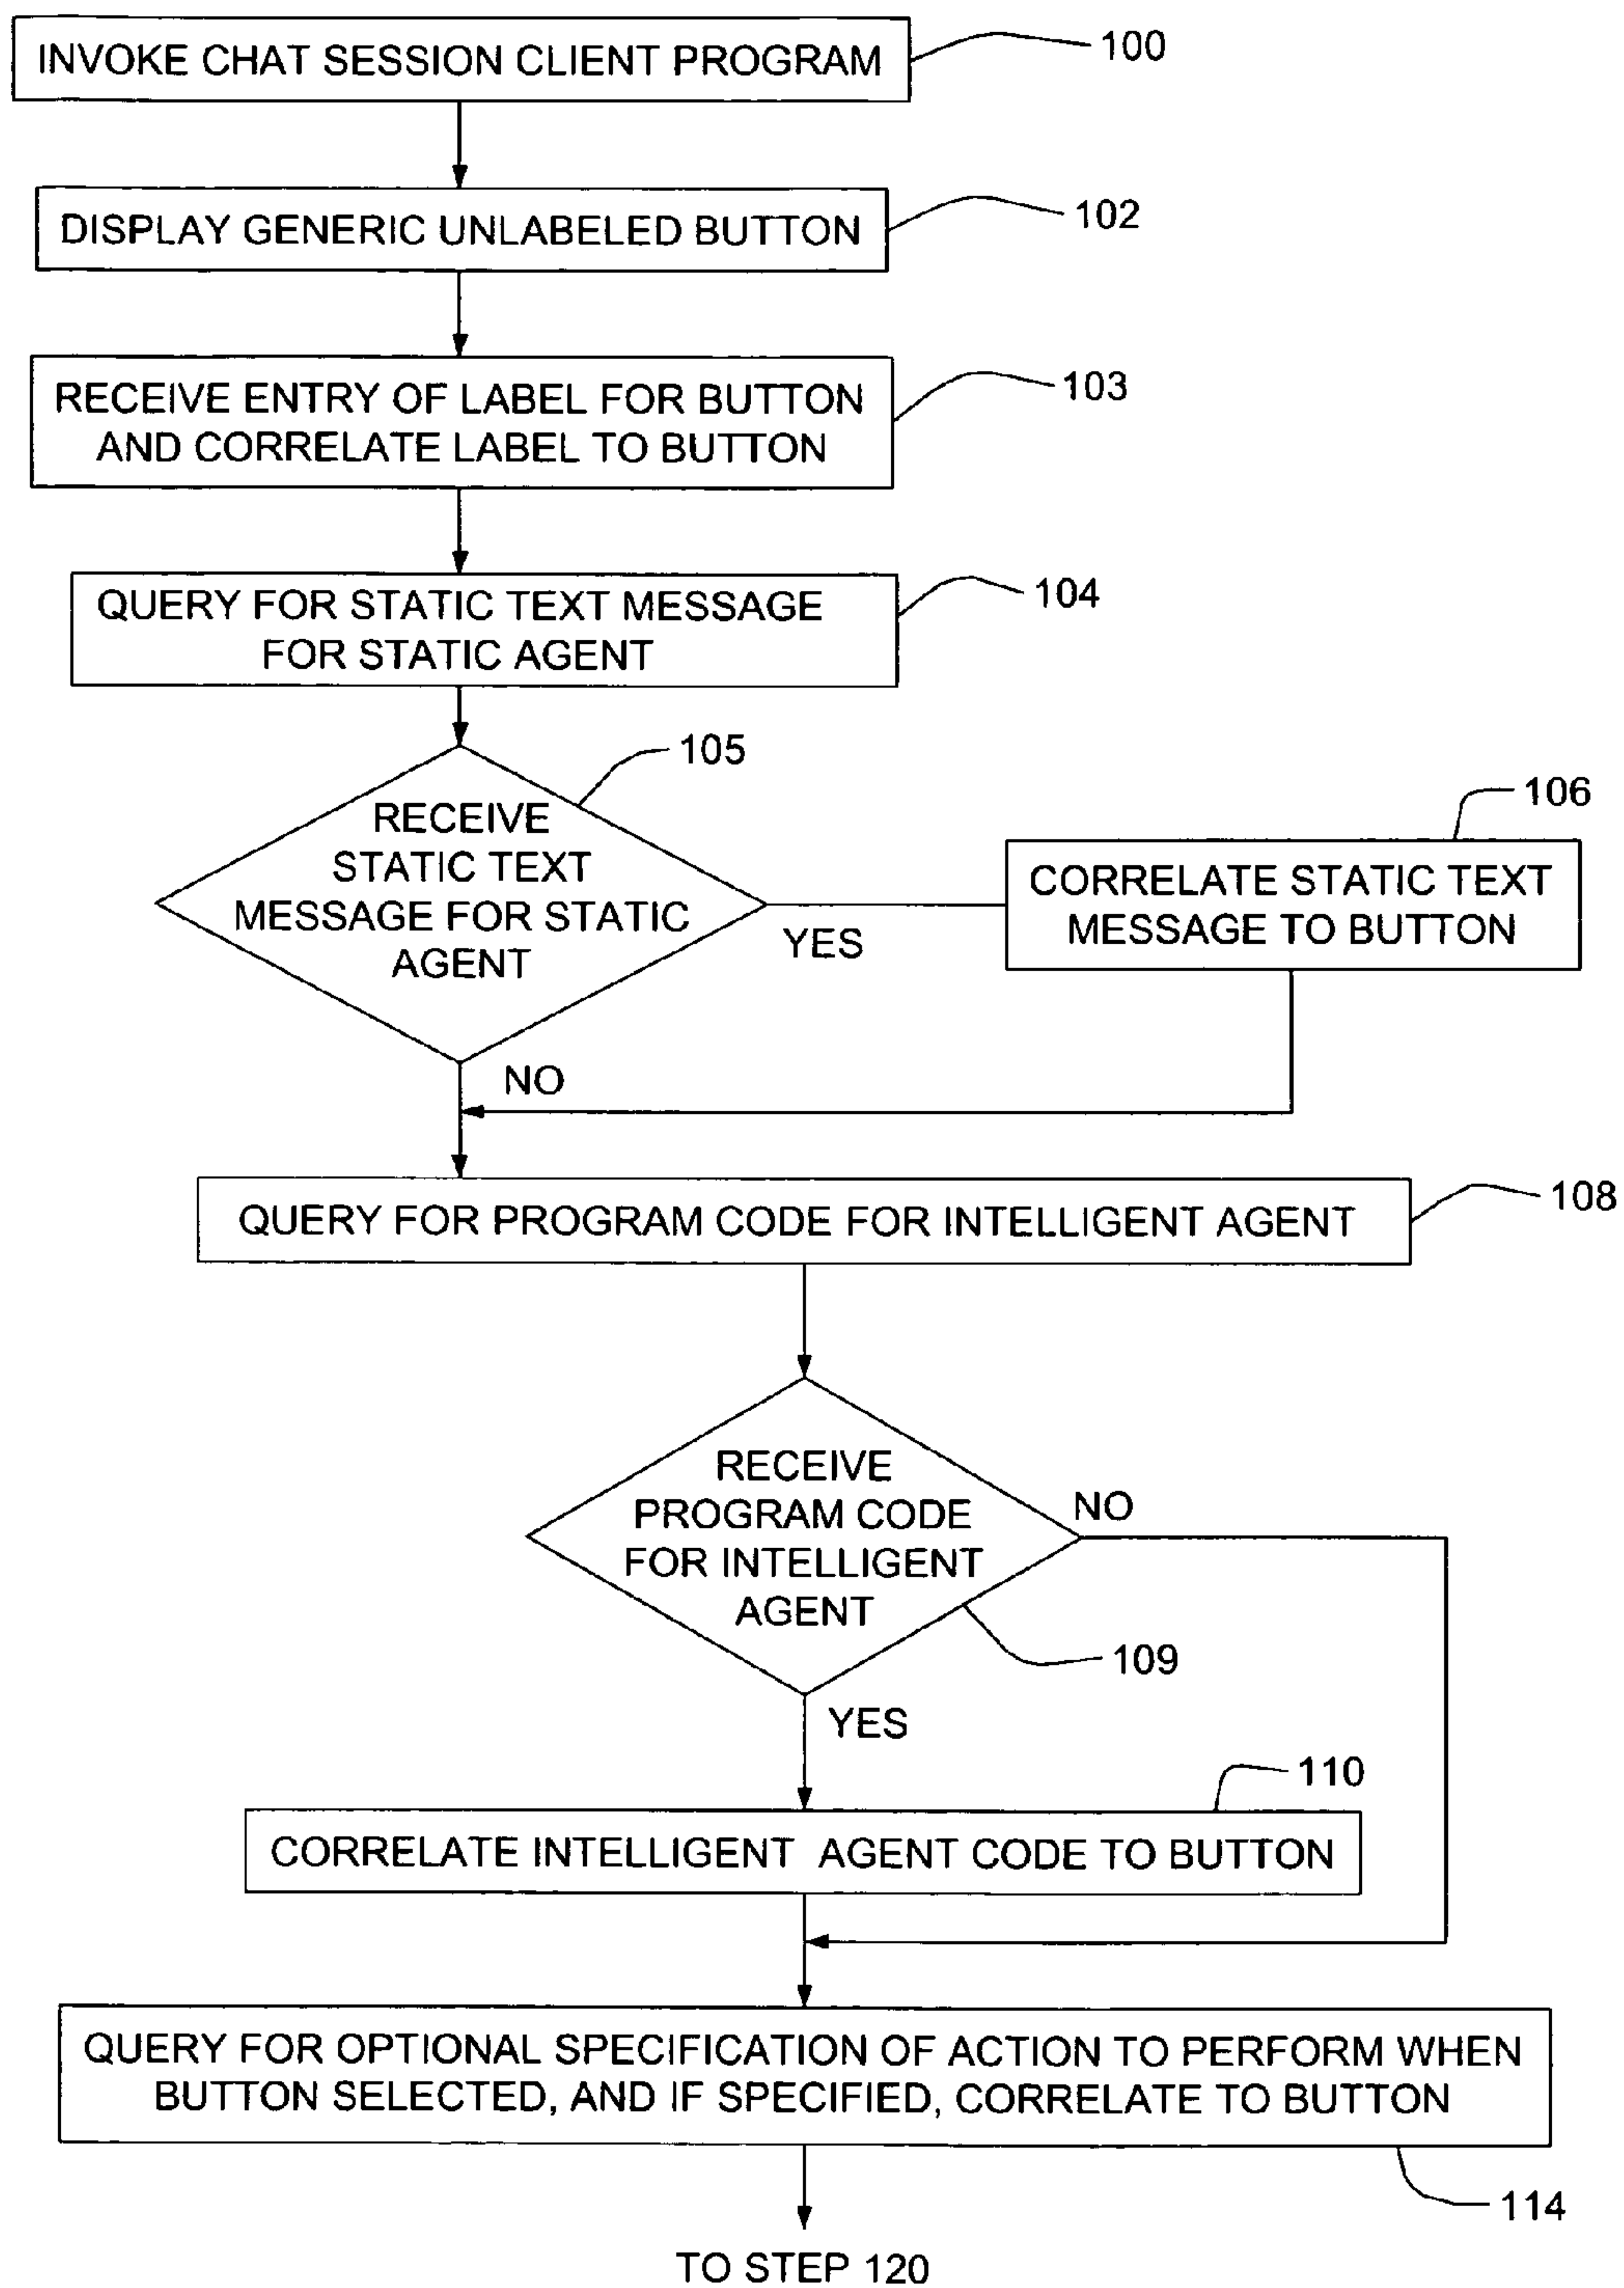 INVOKE CHAT SESSION CLIENT PROGRAM
100
DISPLAY GENERIC UNLABELED BUTTON
102
RECEIVE ENTRY OF LABEL FOR BUTTON
AND CORRELATE LABEL TO BUTTON
103
QUERY FOR STATIC TEXT MESSAGE
FOR STATIC AGENT
104
RECEIVE
STATIC TEXT
MESSAGE FOR STATIC
AGENT
105
YES
CORRELATE STATIC TEXT
MESSAGE TO BUTTON
106
NO
QUERY FOR PROGRAM CODE FOR INTELLIGENT AGENT
108
RECEIVE
PROGRAM CODE
FOR INTELLIGENT
AGENT
NO
109
YES
110
CORRELATE INTELLIGENT AGENT CODE TO BUTTON
QUERY FOR OPTIONAL SPECIFICATION OF ACTION TO PERFORM WHEN
BUTTON SELECTED, AND IF SPECIFIED, CORRELATE TO BUTTON
114
TO STEP 120